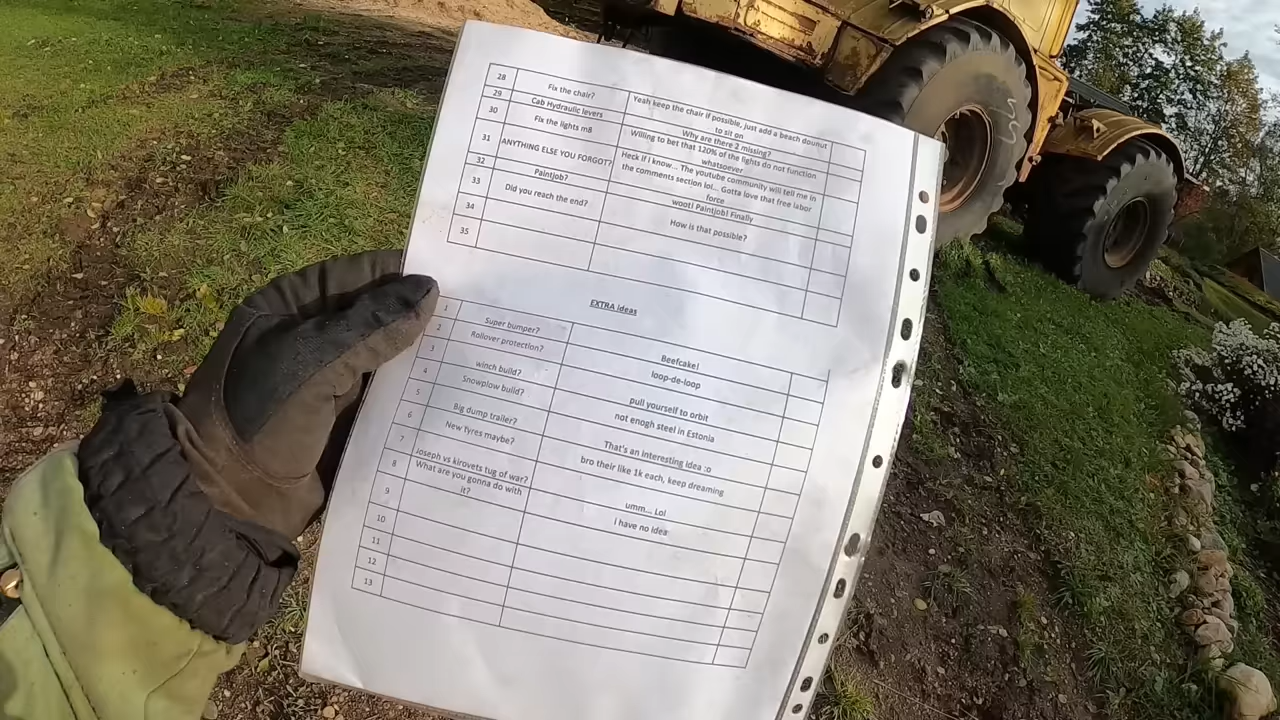 28 Fix the chair? Yeah keep the chair if possible, just add a beach dounut
to sit on
29 Cab Hydraulic levers Why are there 2 missing?
30 Fix the lights m8 Willing to bet that 120% of the lights do not function
whatsoever
31 ANYTHING ELSE YOU FORGOT? Heck if I know... The youtube community will tell me in
the comments section lol... Gotta love that free labor
force
32 Paintjob? woot! Paintjob! Finally
33 Did you reach the end? How is that possible?
34
35
EXTRA ideas
1 Super bumper? Beefcake!
2 Rollover protection? loop-de-loop
3 winch build? pull yourself to orbit
4 Snowplow build? not enogh steel in Estonia
5 Big dump trailer? That's an interesting idea :o
6 New Tyres maybe? bro their like 1k each, keep dreaming
7 Joseph vs kirovets tug of war? umm... Lol
8 What are you gonna do with
it? i have no idea
9
10
11
12
13